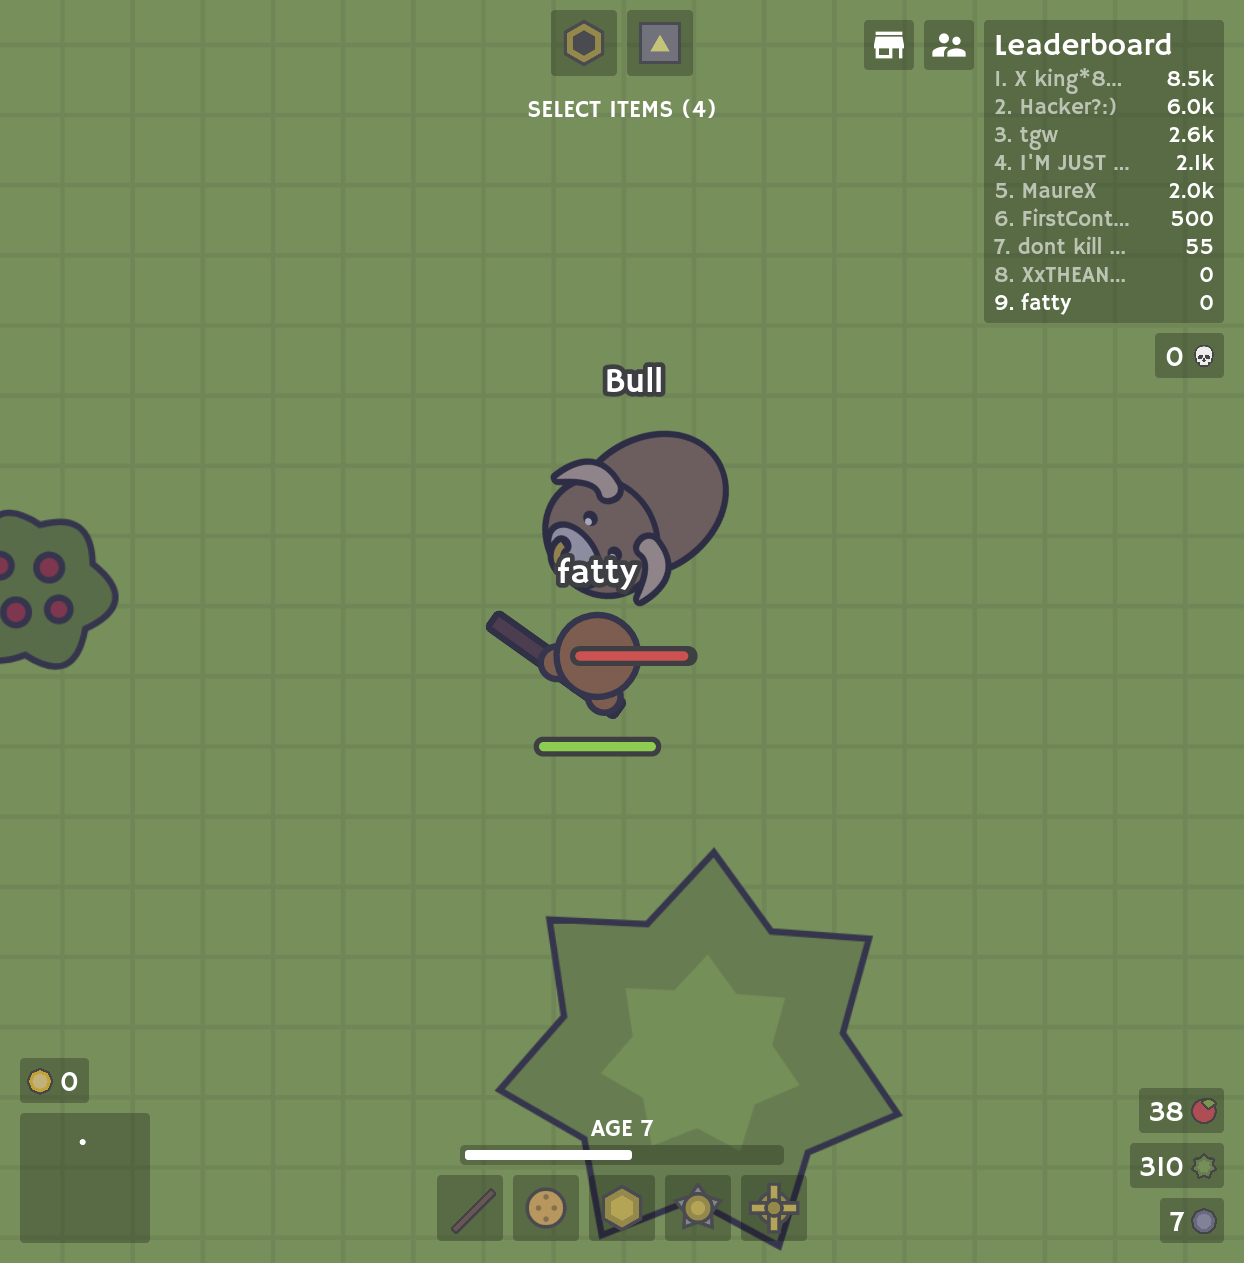 SELECT ITEMS (4)
Leaderboard
1. X king*8... 8.5k
2. Hacker?:) 6.0k
3. tgw 2.6k
4. I'M JUST ... 2.1k
5. MaureX 2.0k
6. FirstCont... 500
7. dont kill ... 55
8. XxTHEAN... 0
9. fatty 0
0
Bull
fatty
0
38
AGE 7
310
7